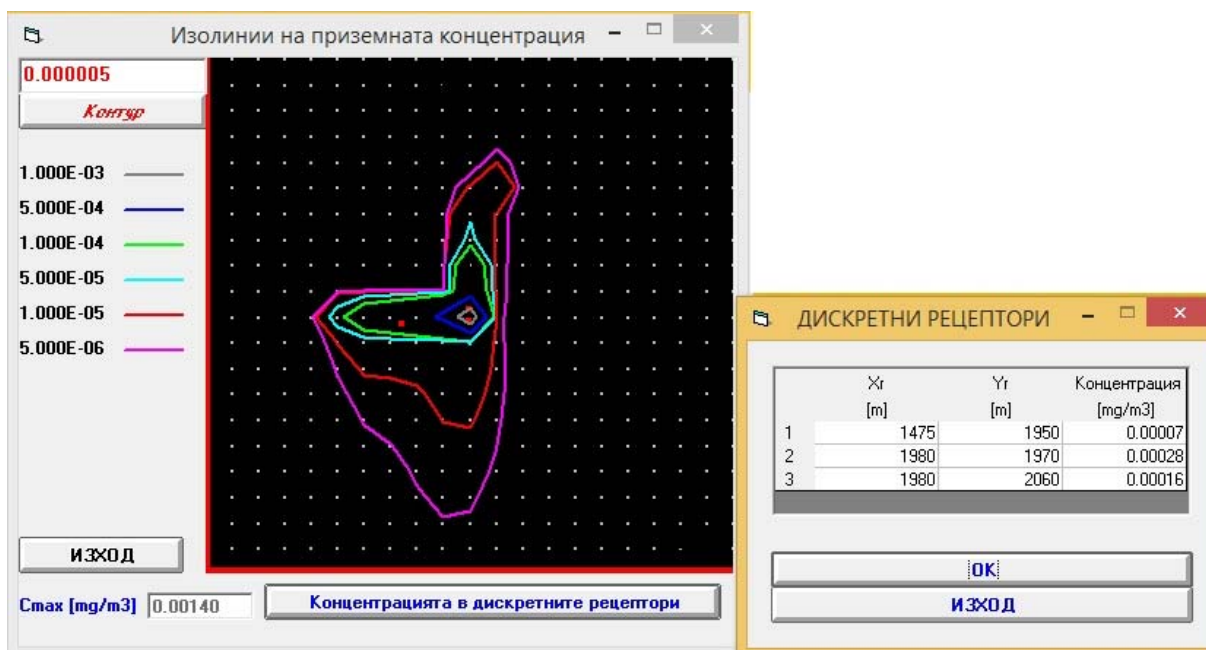 Изолинии на приземната концентрация
0.000005
Контур
1.000E-03
5.000E-04
1.000E-04
5.000E-05
1.000E-05
5.000E-06
ИЗХОД
Cmax [mg/m3] 0.00140
Концентрацията в дискретните рецептори
ДИСКРЕТНИ РЕЦЕПТОРИ
Xr Yr Концентрация
[m] [m] [mg/m3]
1 1475 1950 0.00007
2 1980 1970 0.00028
3 1980 2060 0.00016
OK
ИЗХОД